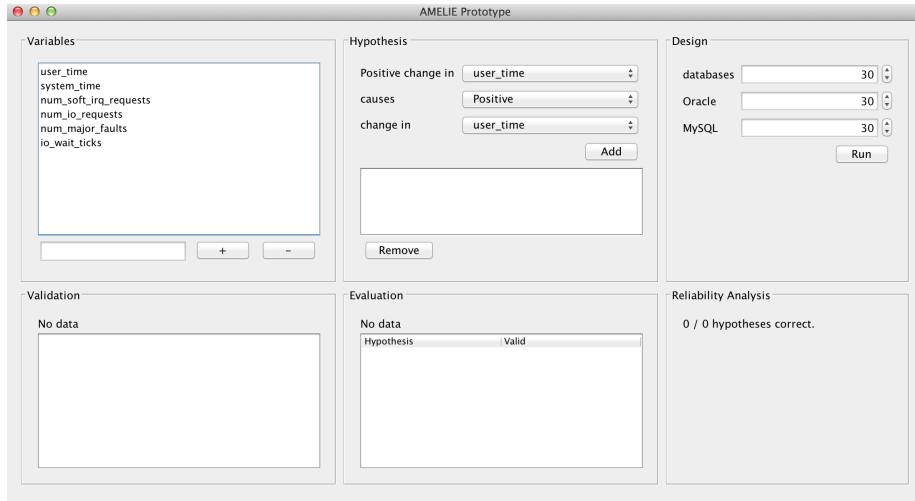 AMELIE Prototype
Variables
user_time
system_time
num_soft_irq_requests
num_io_requests
num_major_faults
io_wait_ticks
+ -
Hypothesis
Positive change in user_time
causes Positive
change in user_time
Add
Remove
Design
databases 30
Oracle 30
MySQL 30
Run
Validation
No data
Evaluation
No data
Hypothesis Valid
Reliability Analysis
0 / 0 hypotheses correct.